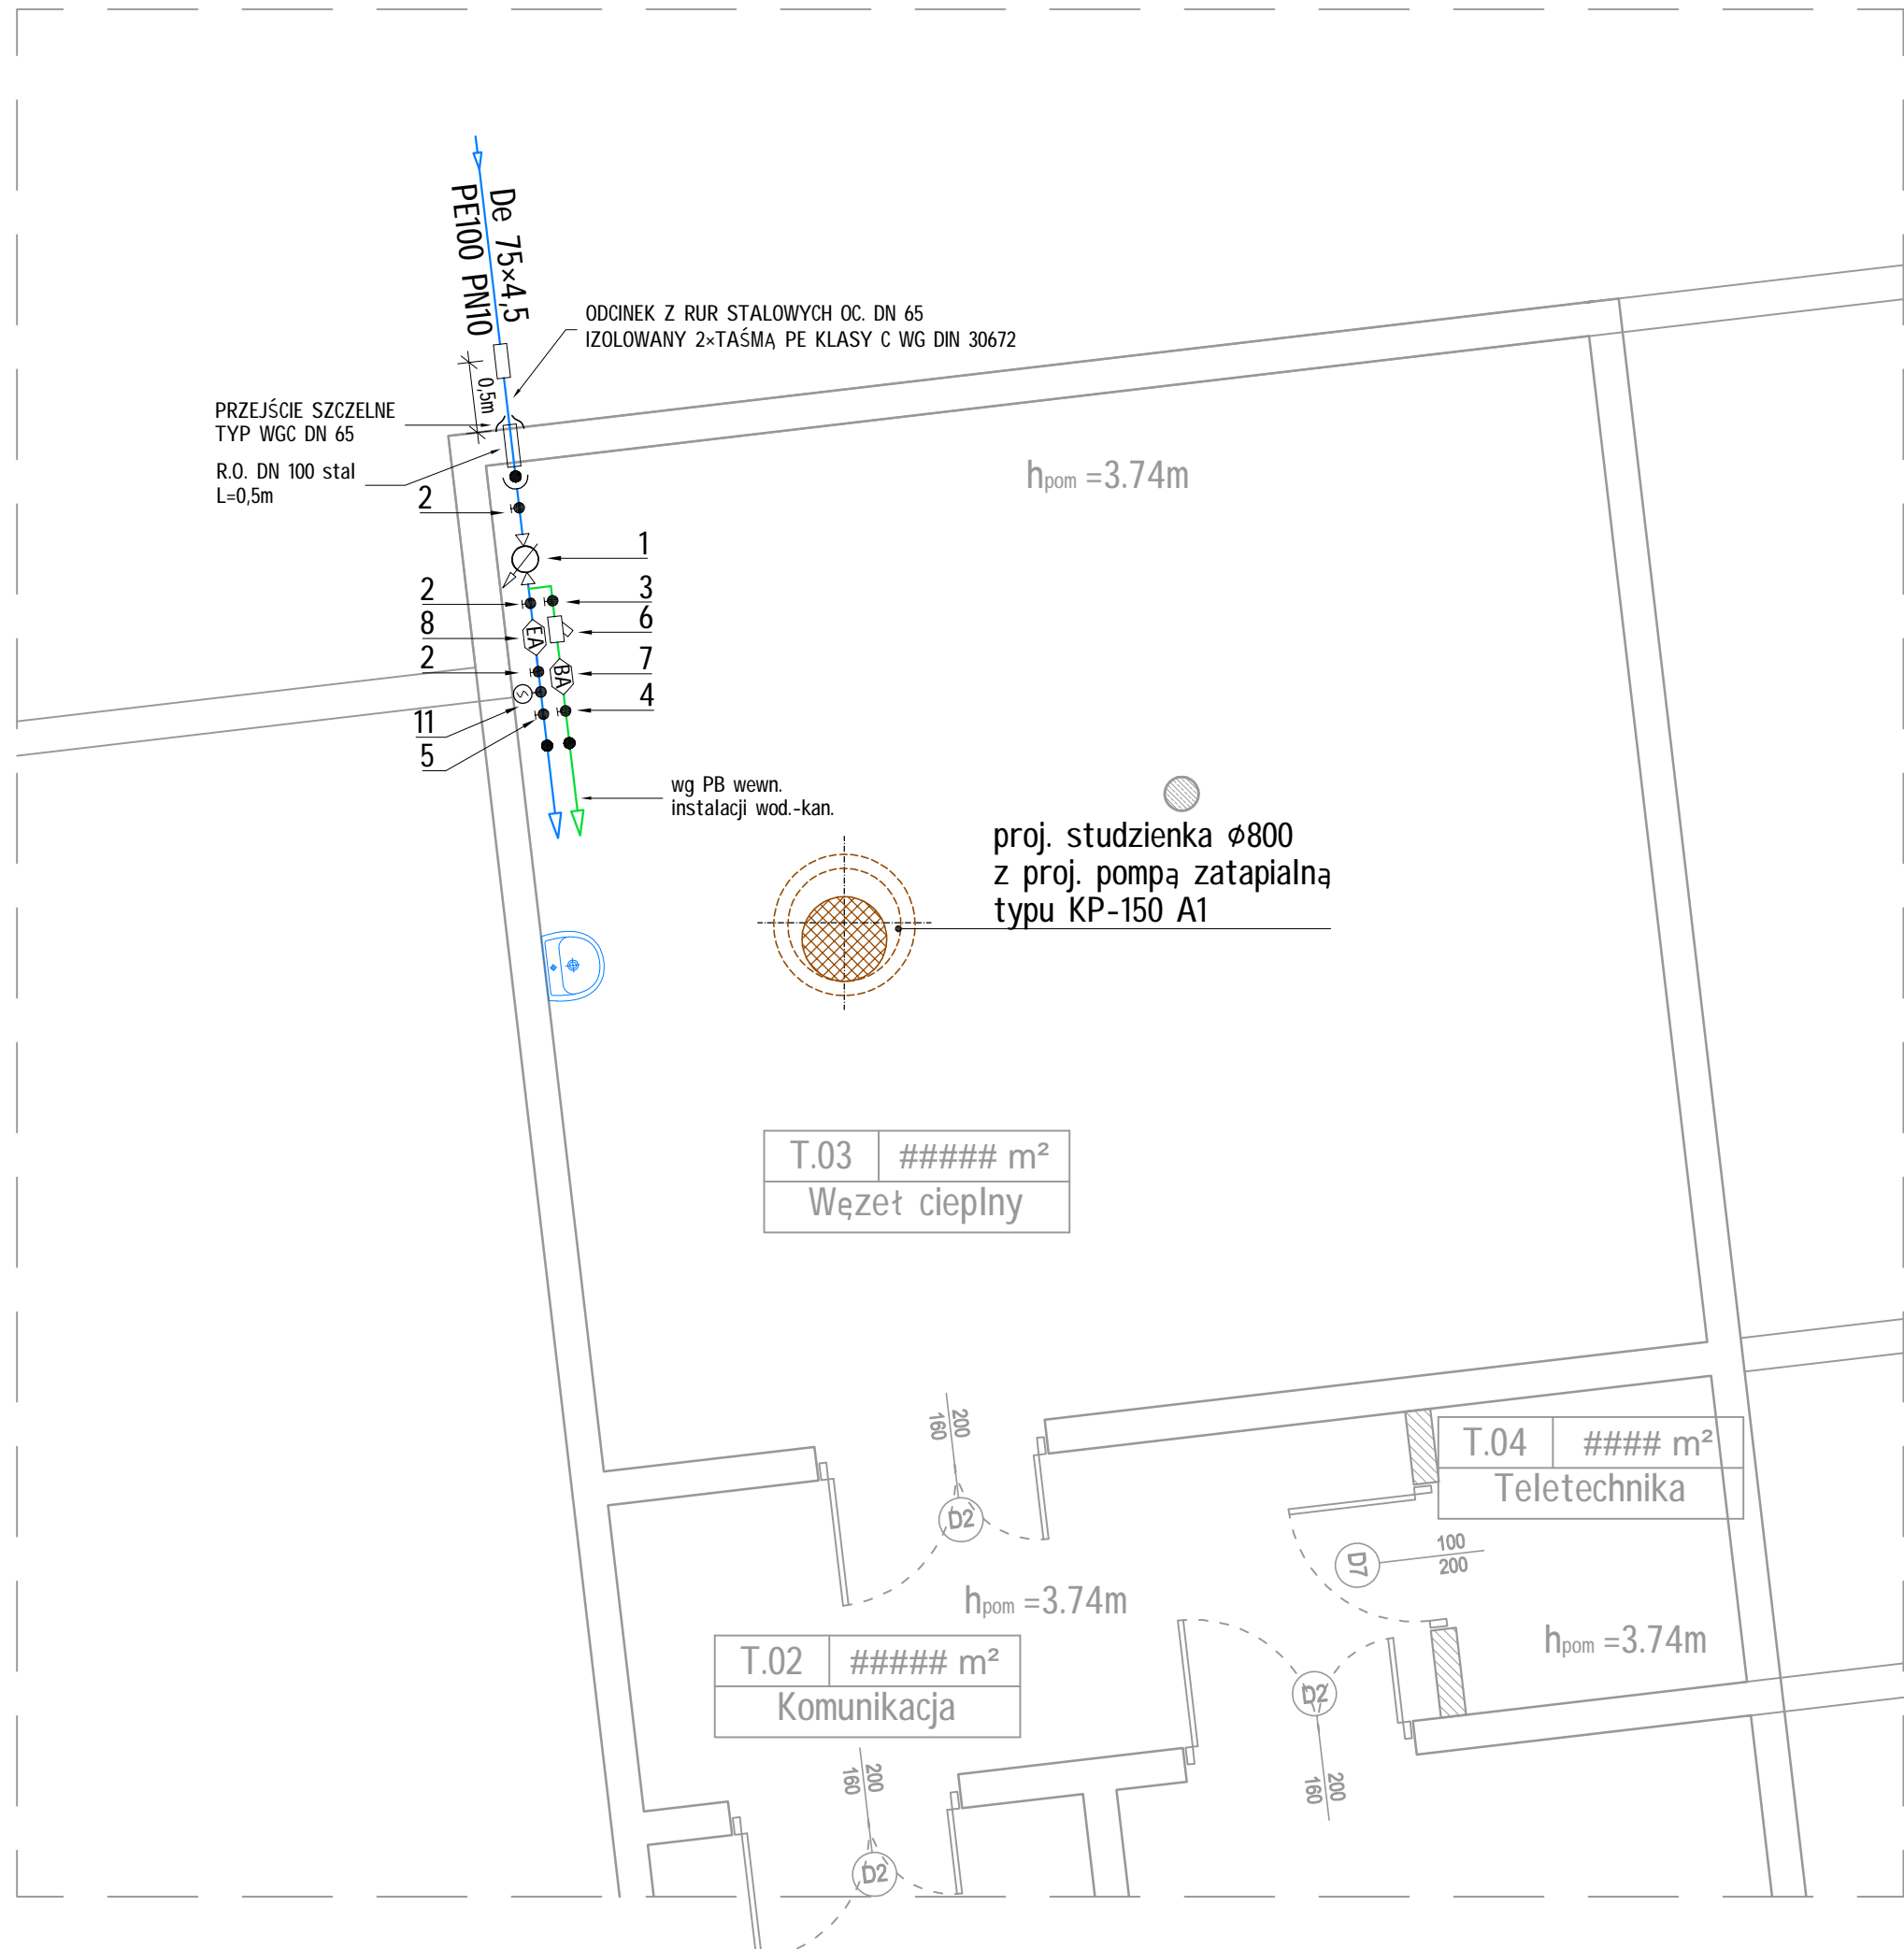 De 75×4,5
PE100 PN10
ODCINEK Z RUR STALOWYCH OC. DN 65
IZOLOWANY 2×TAŚMĄ PE KLASY C WG DIN 30672
0,5m
PRZEJŚCIE SZCZELNE
TYP WGC DN 65
R.O. DN 100 stal
L=0,5m
hpom =3.74m
2
1
2
3
8
6
EA
2
7
BA
S
4
11
5
wg PB wewn.
instalacji wod.-kan.
proj. studzienka ⌀800
z proj. pompą zatapialną
typu KP-150 A1
T.03 ##### m²
Węzeł cieplny
200
160
D2
T.04 #### m²
Teletechnika
D7
100
200
hpom =3.74m
hpom =3.74m
T.02 ##### m²
Komunikacja
D2
200
160
200
160
D2